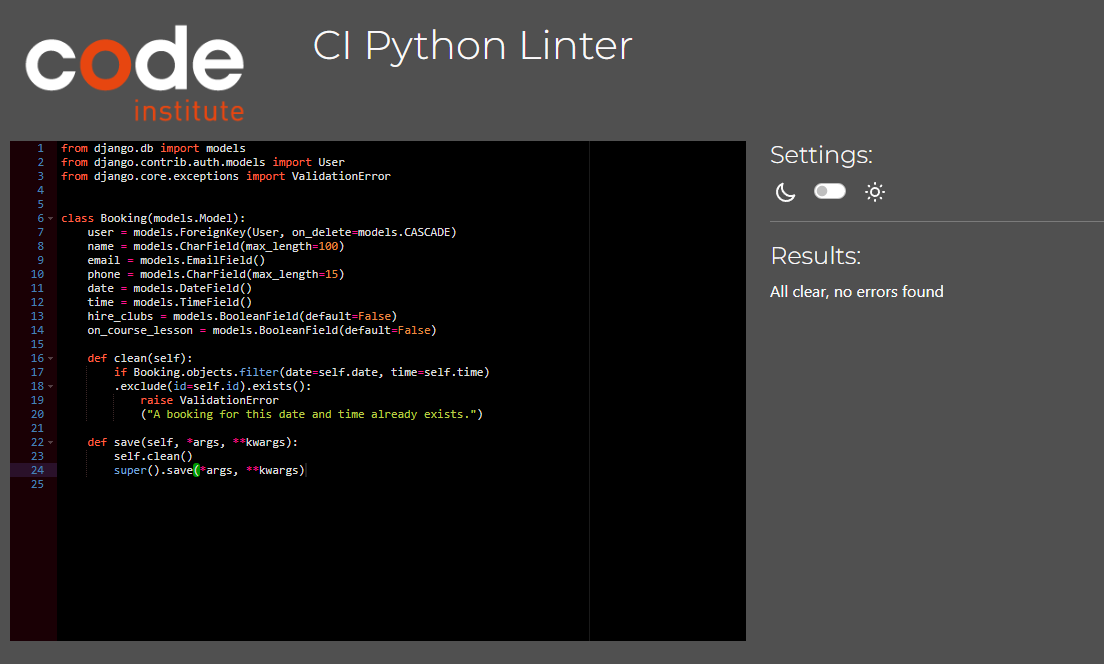 code
institute
CI Python Linter
1 from django.db import models
2 from django.contrib.auth.models import User
3 from django.core.exceptions import ValidationError
4
5
6 class Booking(models.Model):
7     user = models.ForeignKey(User, on_delete=models.CASCADE)
8     name = models.CharField(max_length=100)
9     email = models.EmailField()
10     phone = models.CharField(max_length=15)
11     date = models.DateField()
12     time = models.TimeField()
13     hire_clubs = models.BooleanField(default=False)
14     on_course_lesson = models.BooleanField(default=False)
15
16     def clean(self):
17         if Booking.objects.filter(date=self.date, time=self.time)
18         .exclude(id=self.id).exists():
19             raise ValidationError
20             ("A booking for this date and time already exists.")
21
22     def save(self, *args, **kwargs):
23         self.clean()
24         super().save(*args, **kwargs)
25
Settings:
Results:
All clear, no errors found